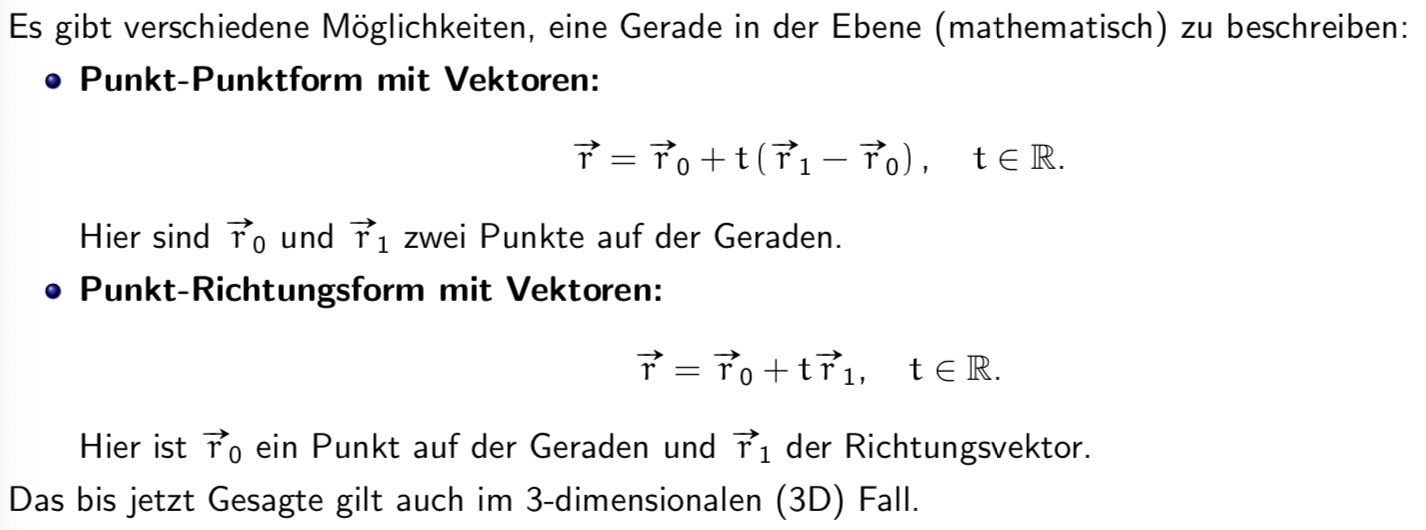 Es gibt verschiedene Möglichkeiten, eine Gerade in der Ebene (mathematisch) zu beschreiben:
• Punkt-Punktform mit Vektoren:
r⃗ = r⃗₀ + t(r⃗₁ − r⃗₀), t ∈ ℝ.
Hier sind r⃗₀ und r⃗₁ zwei Punkte auf der Geraden.
• Punkt-Richtungsform mit Vektoren:
r⃗ = r⃗₀ + tr⃗₁, t ∈ ℝ.
Hier ist r⃗₀ ein Punkt auf der Geraden und r⃗₁ der Richtungsvektor.
Das bis jetzt Gesagte gilt auch im 3-dimensionalen (3D) Fall.